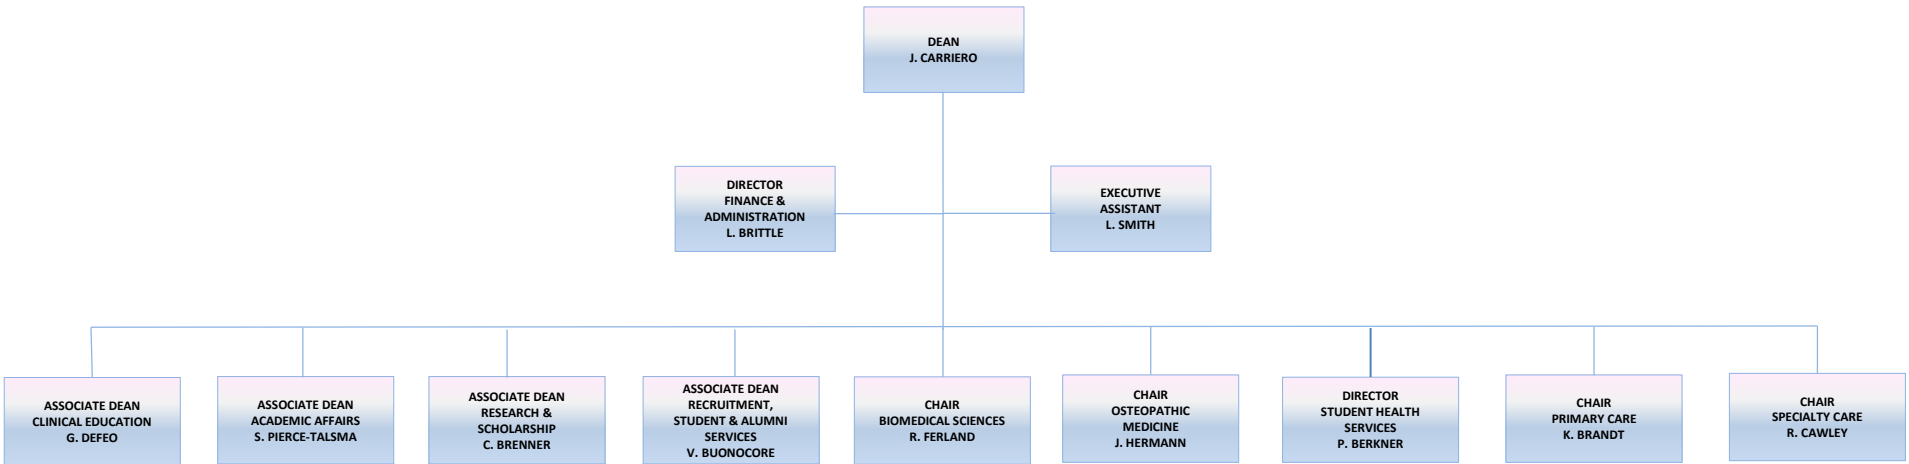 DEAN
J. CARRIERO
DIRECTOR
FINANCE &
ADMINISTRATION
L. BRITTLE
EXECUTIVE
ASSISTANT
L. SMITH
ASSOCIATE DEAN
CLINICAL EDUCATION
G. DEFEO
ASSOCIATE DEAN
ACADEMIC AFFAIRS
S. PIERCE-TALSMA
ASSOCIATE DEAN
RESEARCH &
SCHOLARSHIP
C. BRENNER
ASSOCIATE DEAN
RECRUITMENT,
STUDENT & ALUMNI
SERVICES
V. BUONOCORE
CHAIR
BIOMEDICAL SCIENCES
R. FERLAND
CHAIR
OSTEOPATHIC
MEDICINE
J. HERMANN
DIRECTOR
STUDENT HEALTH
SERVICES
P. BERKNER
CHAIR
PRIMARY CARE
K. BRANDT
CHAIR
SPECIALTY CARE
R. CAWLEY